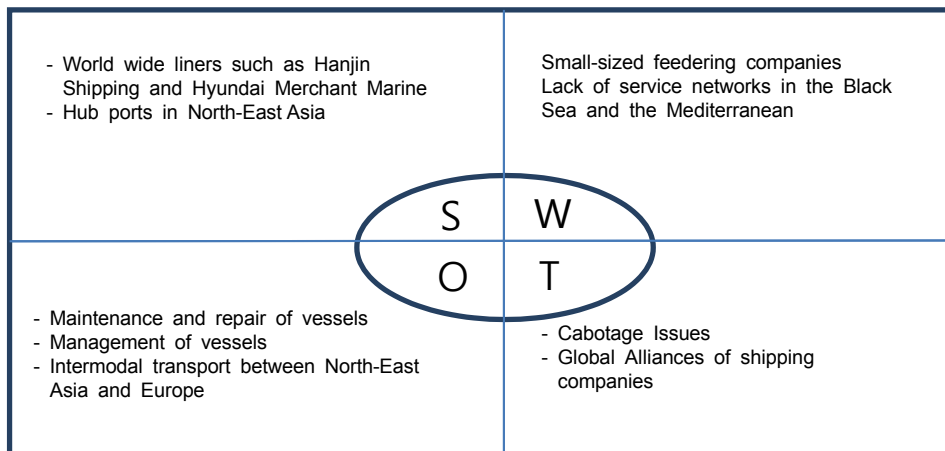 - World wide liners such as Hanjin
Shipping and Hyundai Merchant Marine
- Hub ports in North-East Asia
Small-sized feedering companies
Lack of service networks in the Black
Sea and the Mediterranean
S W
O T
- Maintenance and repair of vessels
- Management of vessels
- Intermodal transport between North-East
Asia and Europe
- Cabotage Issues
- Global Alliances of shipping
companies